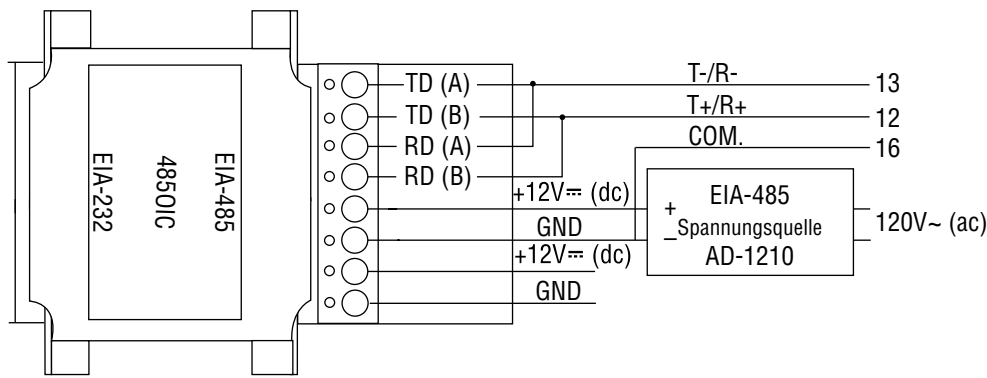 EIA-232
485OIC
EIA-485
TD (A)
T-/R-
13
TD (B)
T+/R+
12
RD (A)
COM.
16
RD (B)
+12V⎓ (dc)
GND
+12V⎓ (dc)
GND
+
–
EIA-485
Spannungsquelle
AD-1210
120V~ (ac)